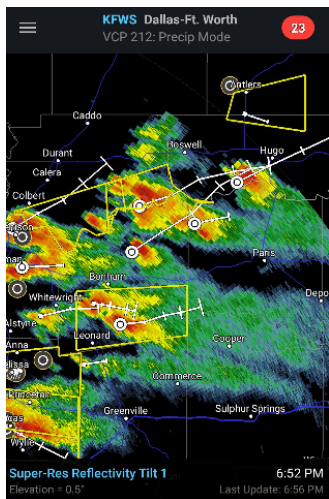 KFWS Dallas-Ft. Worth
VCP 212: Precip Mode
23
Antlers
Caddo
Boswell
Durant
Hugo
Calera
Colbert
Paris
Bonham
Whitewright
Depo
Alstyne
Leonard
Cooper
Anna
Commerce
Princeton
Greenville
Sulphur Springs
Wylie
Super-Res Reflectivity Tilt 1
6:52 PM
Elevation = 0.5°
Last Update: 6:56 PM